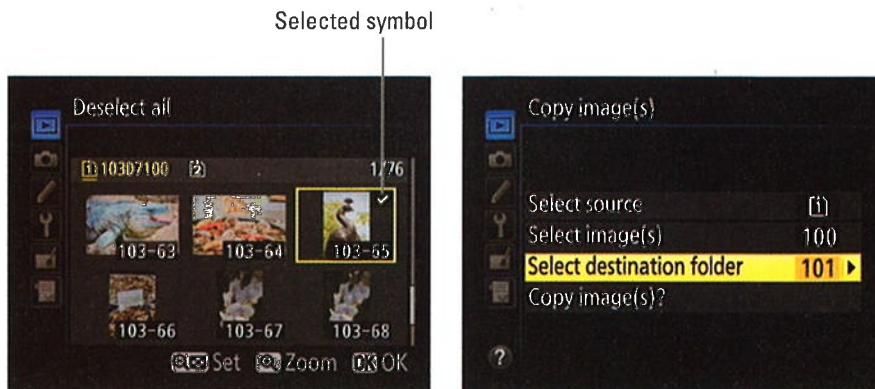 Selected symbol
Deselect all
[1] 103D7100 [2] 1/76
103-63 103-64 103-65
103-66 103-67 103-68
Set Zoom OK OK
Copy image(s)
Select source [1]
Select image(s) 100
Select destination folder 101
Copy image(s)?
?